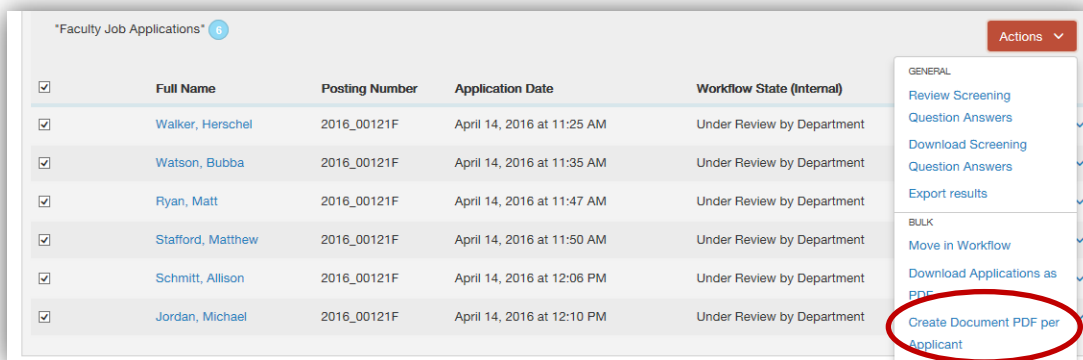 "Faculty Job Applications" 6
Actions
Full Name Posting Number Application Date Workflow State (Internal)
Walker, Herschel 2016_00121F April 14, 2016 at 11:25 AM Under Review by Department
Watson, Bubba 2016_00121F April 14, 2016 at 11:35 AM Under Review by Department
Ryan, Matt 2016_00121F April 14, 2016 at 11:47 AM Under Review by Department
Stafford, Matthew 2016_00121F April 14, 2016 at 11:50 AM Under Review by Department
Schmitt, Allison 2016_00121F April 14, 2016 at 12:06 PM Under Review by Department
Jordan, Michael 2016_00121F April 14, 2016 at 12:10 PM Under Review by Department
GENERAL
Review Screening
Question Answers
Download Screening
Question Answers
Export results
BULK
Move in Workflow
Download Applications as
PDF
Create Document PDF per
Applicant